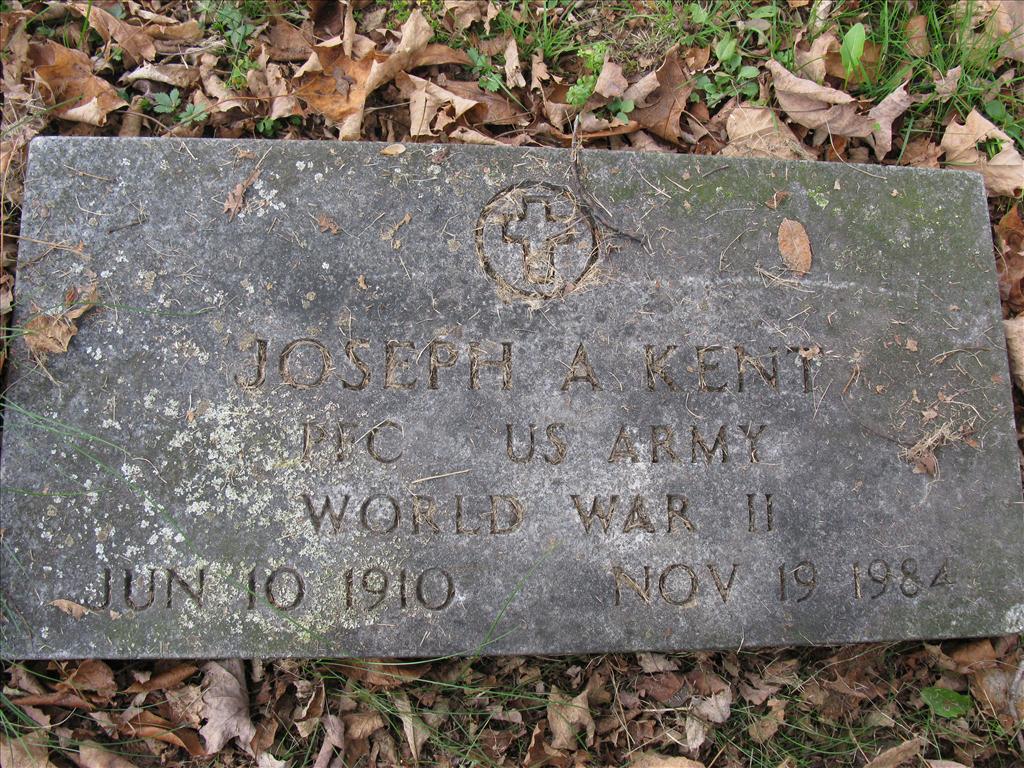 JOSEPH A KENT
PFC US ARMY
WORLD WAR II
JUN 10 1910 NOV 19 1984